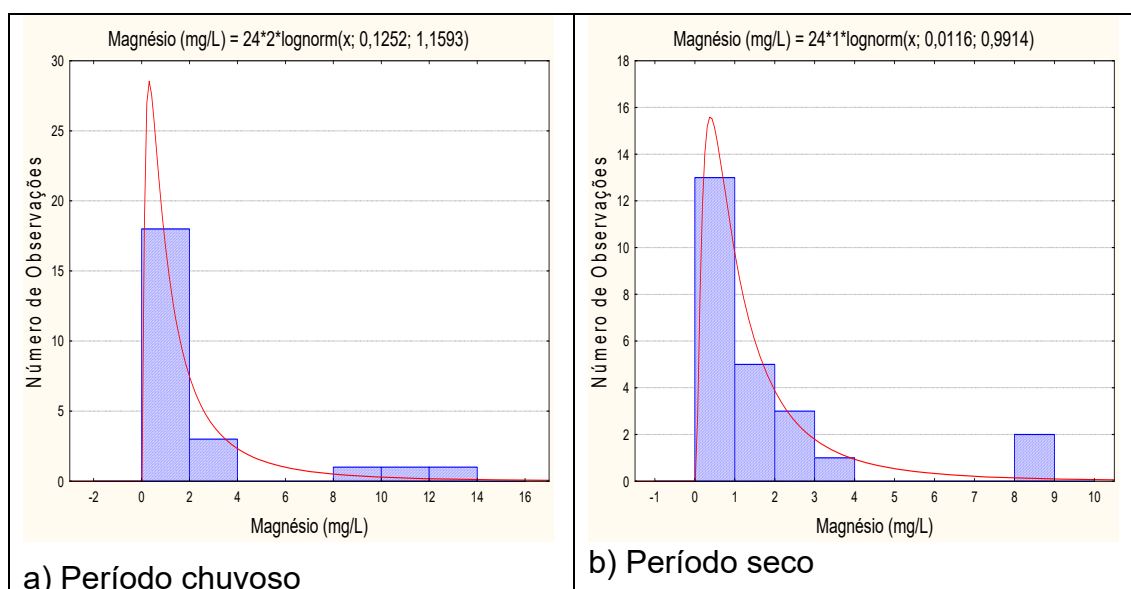 Magnésio (mg/L) = 24*2*lognorm(x; 0,1252; 1,1593)
30
25
20
15
10
5
0
Número de Observações
-2 0 2 4 6 8 10 12 14 16
Magnésio (mg/L)
a) Período chuvoso
Magnésio (mg/L) = 24*1*lognorm(x; 0,0116; 0,9914)
18
16
14
12
10
8
6
4
2
0
Número de Observações
-1 0 1 2 3 4 5 6 7 8 9 10
Magnésio (mg/L)
b) Período seco